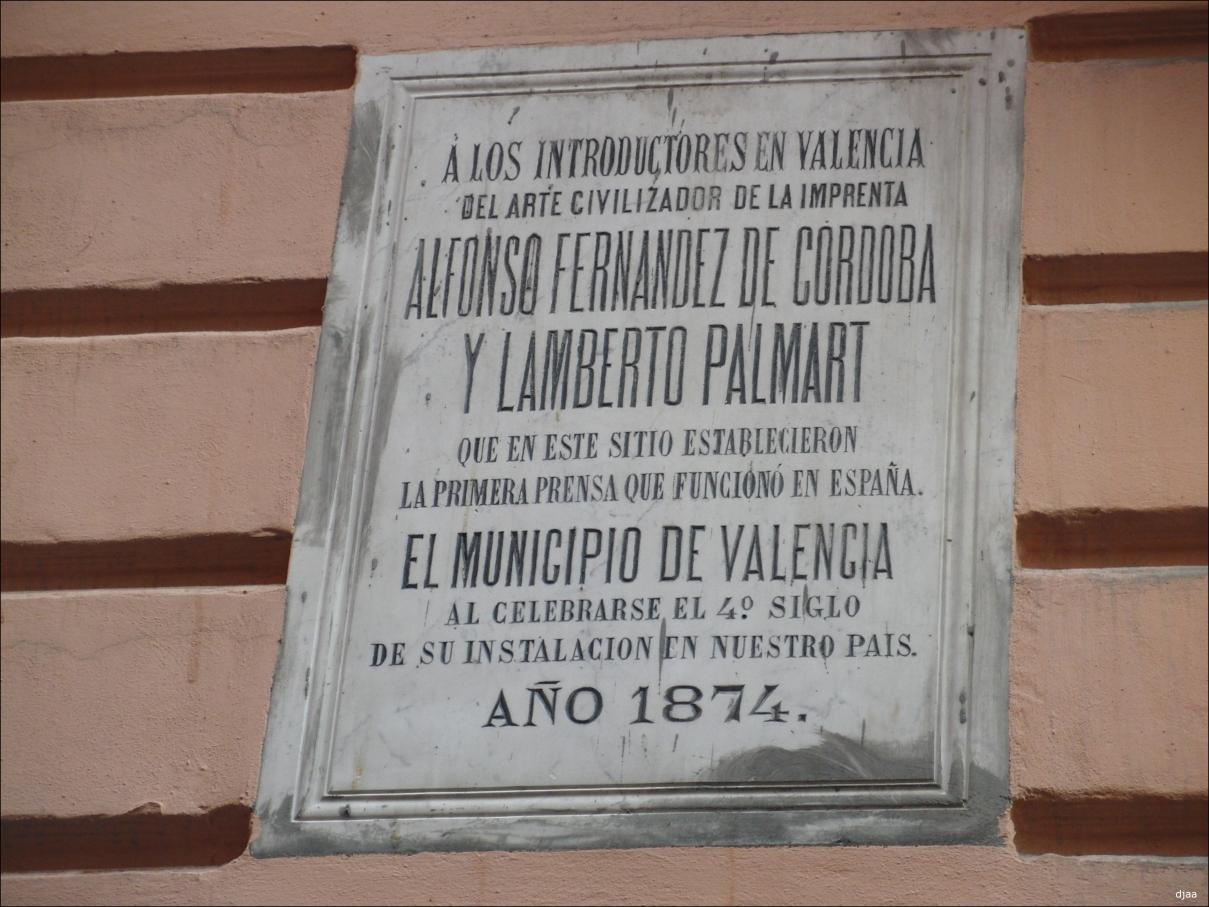 À LOS INTRODUCTORES EN VALENCIA
DEL ARTE CIVILIZADOR DE LA IMPRENTA
ALFONSO FERNANDEZ DE CÓRDOBA
Y LAMBERTO PALMART
QUE EN ESTE SITIO ESTABLECIERON
LA PRIMERA PRENSA QUE FUNCIONÓ EN ESPAÑA.
EL MUNICIPIO DE VALENCIA
AL CELEBRARSE EL 4º SIGLO
DE SU INSTALACION EN NUESTRO PAIS.
AÑO 1874.
djaa